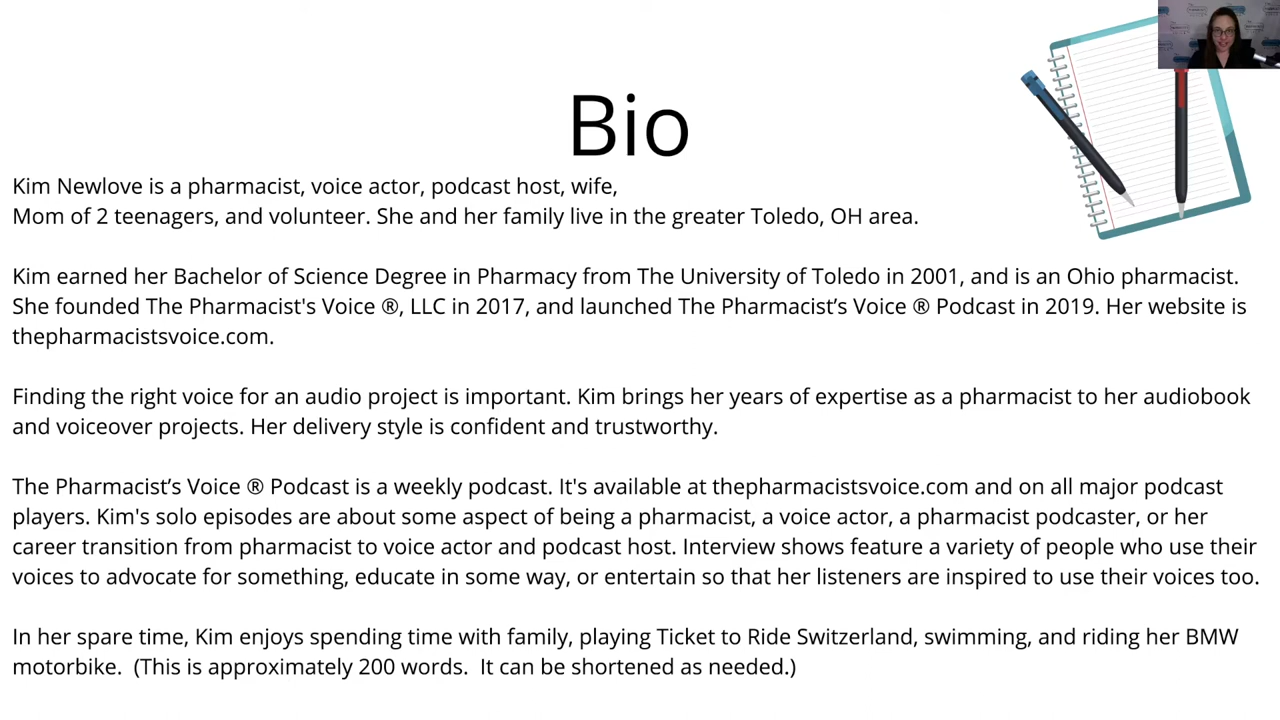 Bio
Kim Newlove is a pharmacist, voice actor, podcast host, wife,
Mom of 2 teenagers, and volunteer. She and her family live in the greater Toledo, OH area.
Kim earned her Bachelor of Science Degree in Pharmacy from The University of Toledo in 2001, and is an Ohio pharmacist.
She founded The Pharmacist's Voice ®, LLC in 2017, and launched The Pharmacist’s Voice ® Podcast in 2019. Her website is
thepharmacistsvoice.com.
Finding the right voice for an audio project is important. Kim brings her years of expertise as a pharmacist to her audiobook
and voiceover projects. Her delivery style is confident and trustworthy.
The Pharmacist’s Voice ® Podcast is a weekly podcast. It's available at thepharmacistsvoice.com and on all major podcast
players. Kim's solo episodes are about some aspect of being a pharmacist, a voice actor, a pharmacist podcaster, or her
career transition from pharmacist to voice actor and podcast host. Interview shows feature a variety of people who use their
voices to advocate for something, educate in some way, or entertain so that her listeners are inspired to use their voices too.
In her spare time, Kim enjoys spending time with family, playing Ticket to Ride Switzerland, swimming, and riding her BMW
motorbike.  (This is approximately 200 words.  It can be shortened as needed.)